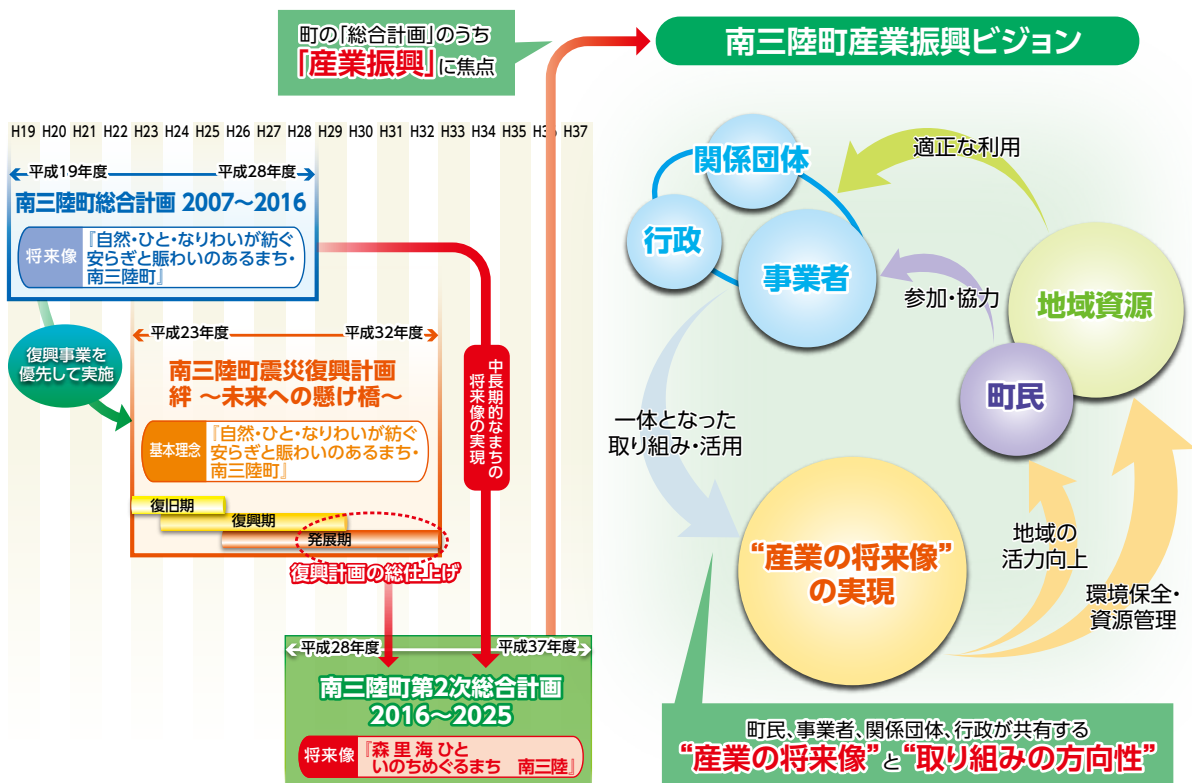 町の「総合計画」のうち
「産業振興」に焦点
南三陸町産業振興ビジョン
H19 H20 H21 H22 H23 H24 H25 H26 H27 H28 H29 H30 H31 H32 H33 H34 H35 H36 H37
平成19年度 平成28年度
南三陸町総合計画 2007～2016
将来像
『自然・ひと・なりわいが紡ぐ
安らぎと賑わいのあるまち・
南三陸町』
復興事業を
優先して実施
平成23年度 平成32年度
南三陸町震災復興計画
絆 ～未来への懸け橋～
基本理念
『自然・ひと・なりわいが紡ぐ
安らぎと賑わいのあるまち・
南三陸町』
復旧期
復興期
発展期
復興計画の総仕上げ
中長期的なまちの
将来像の実現
平成28年度 平成37年度
南三陸町第2次総合計画
2016～2025
将来像
『森 里 海 ひと
いのちめぐるまち 南三陸』
関係団体
行政
事業者
適正な利用
参加・協力
地域資源
町民
一体となった
取り組み・活用
“産業の将来像”
の実現
地域の
活力向上
環境保全・
資源管理
町民、事業者、関係団体、行政が共有する
“産業の将来像”と“取り組みの方向性”